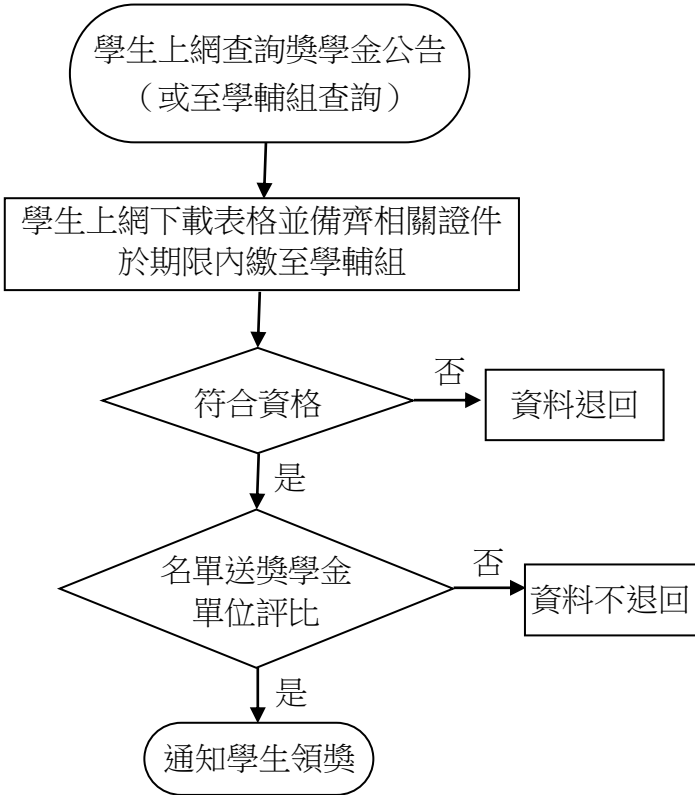 學生上網查詢獎學金公告
（或至學輔組查詢）
學生上網下載表格並備齊相關證件
於期限內繳至學輔組
符合資格
否
資料退回
是
名單送獎學金
單位評比
否
資料不退回
是
通知學生領獎